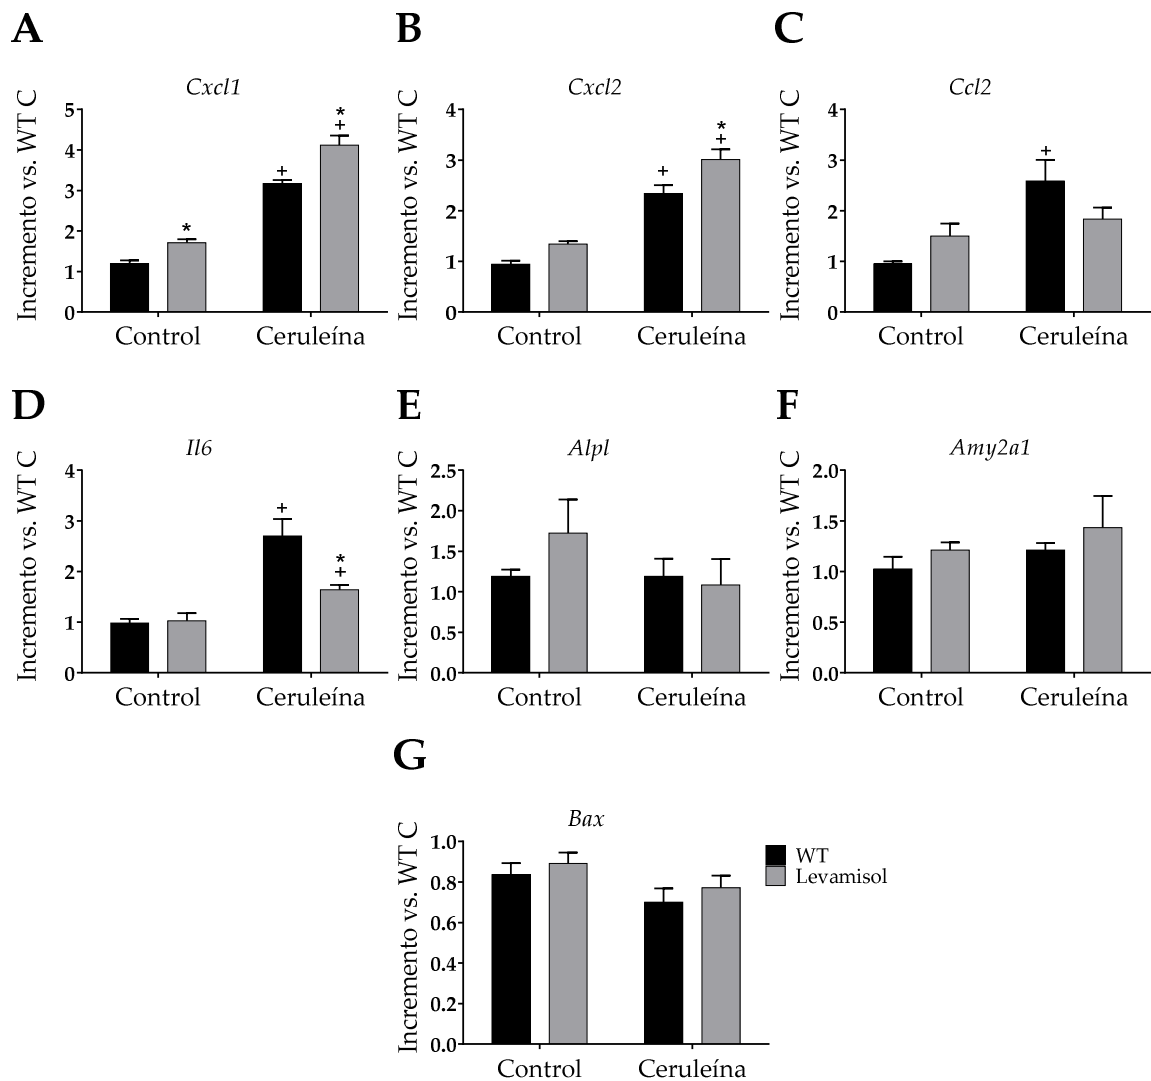 A
Cxcl1
Incremento vs. WT C
5
4
3
2
1
0
*
*
+
+
Control
Ceruleína
B
Cxcl2
Incremento vs. WT C
4
3
2
1
0
+
*
+
Control
Ceruleína
C
Ccl2
Incremento vs. WT C
4
3
2
1
0
+
Control
Ceruleína
D
Il6
Incremento vs. WT C
4
3
2
1
0
+
*
+
Control
Ceruleína
E
Alpl
Incremento vs. WT C
2.5
2.0
1.5
1.0
0.5
0.0
Control
Ceruleína
F
Amy2a1
Incremento vs. WT C
2.0
1.5
1.0
0.5
0.0
Control
Ceruleína
G
Bax
Incremento vs. WT C
1.0
0.8
0.6
0.4
0.2
0.0
Control
Ceruleína
WT
Levamisol